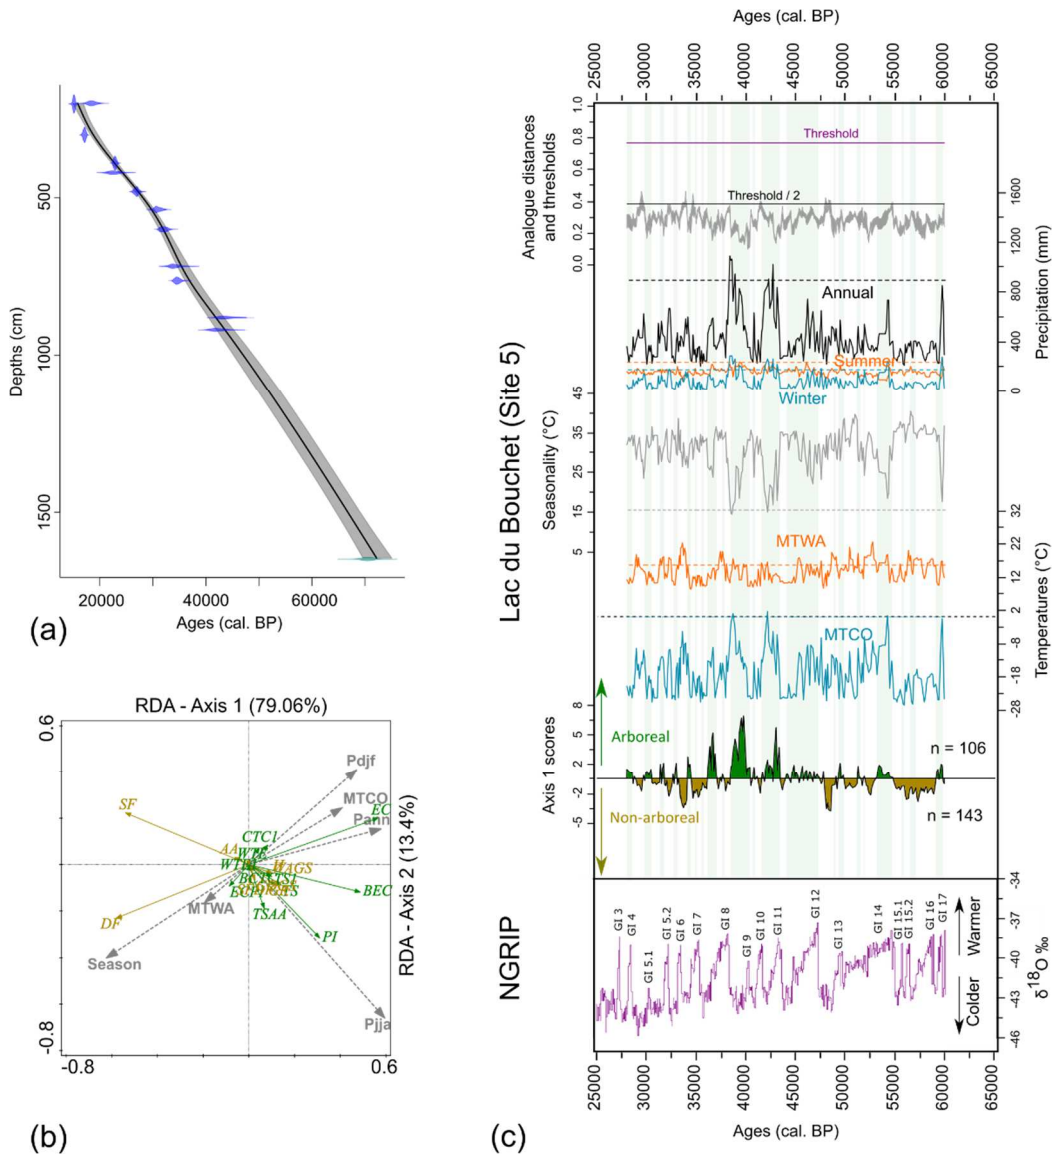 500
1000
1500
Depths (cm)
20000
40000
60000
Ages (cal. BP)
(a)
RDA - Axis 1 (79.06%)
RDA - Axis 2 (13.4%)
0.6
-0.8
-0.8
0.6
Pdjf
MTCO
EC
Pann
SF
CTC1
AA
BEC
TSAA
PI
MTWA
DF
Season
Pjja
(b)
Lac du Bouchet (Site 5)
NGRIP
Ages (cal. BP)
25000
30000
35000
40000
45000
50000
55000
60000
65000
Analogue distances
and thresholds
0.0
0.2
0.4
0.6
0.8
1.0
Threshold
Threshold / 2
Precipitation (mm)
1600
1200
800
400
0
Annual
Summer
Winter
Seasonality (°C)
45
35
25
15
5
Temperatures (°C)
32
22
12
2
-8
-18
-28
MTWA
MTCO
Axis 1 scores
8
5
2
-2
-5
Arboreal
Non-arboreal
n = 106
n = 143
GI 3
GI 4
GI 5.1
GI 5.2
GI 6
GI 7
GI 8
GI 9
GI 10
GI 11
GI 12
GI 13
GI 14
GI 15.1
GI 15.2
GI 16
GI 17
Warmer
Colder
-34
-37
-40
-43
-46
δ18O ‰
25000
30000
35000
40000
45000
50000
55000
60000
65000
Ages (cal. BP)
(c)